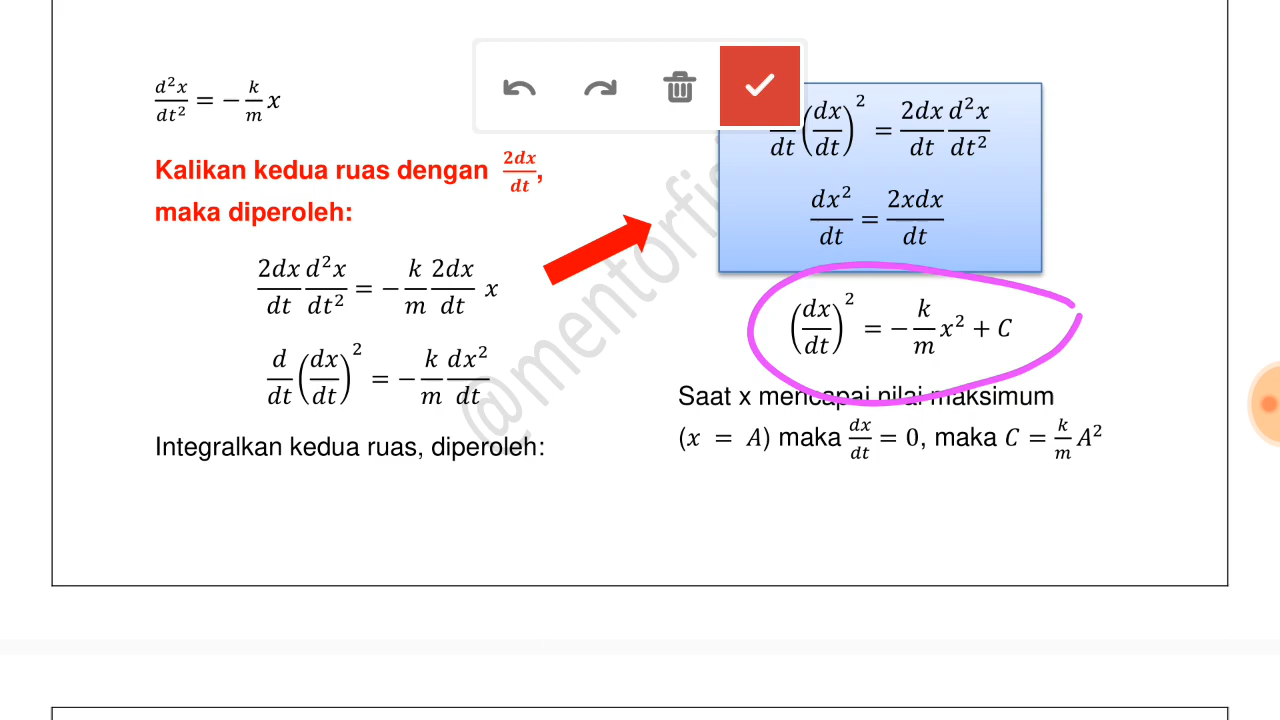 d²x/dt² = −k/m x
Kalikan kedua ruas dengan 2dx/dt,
maka diperoleh:
2dx/dt d²x/dt² = −k/m 2dx/dt x
d/dt (dx/dt)² = −k/m dx²/dt
Integralkan kedua ruas, diperoleh:
/dt (dx/dt)² = 2dx/dt d²x/dt²
dx²/dt = 2xdx/dt
(dx/dt)² = −k/m x² + C
Saat x mencapai nilai maksimum
(x = A) maka dx/dt = 0, maka C = k/m A²
@mentorfi